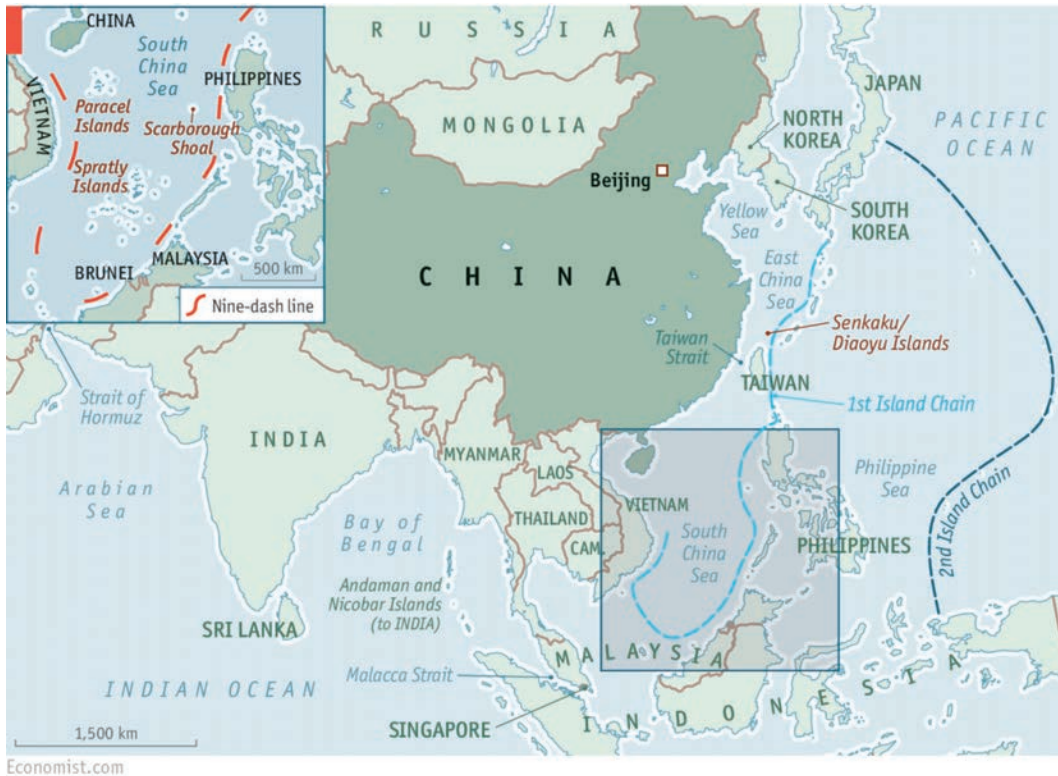 CHINA
South
China
Sea
PHILIPPINES
VIETNAM
Paracel
Islands
Scarborough
Shoal
Spratly
Islands
MALAYSIA
BRUNEI
500 km
Nine-dash line
RUSSIA
MONGOLIA
JAPAN
NORTH
KOREA
PACIFIC
OCEAN
Beijing
SOUTH
KOREA
Yellow
Sea
East
China
Sea
CHINA
Senkaku/
Diaoyu Islands
Taiwan
Strait
TAIWAN
1st Island Chain
Strait of
Hormuz
INDIA
MYANMAR
LAOS
Arabian
Sea
Bay of
Bengal
THAILAND
VIETNAM
CAM.
South
China
Sea
Philippine
Sea
PHILIPPINES
2nd Island Chain
Andaman and
Nicobar Islands
(to INDIA)
SRI LANKA
MALAYSIA
Malacca Strait
INDIAN OCEAN
SINGAPORE
INDONESIA
1,500 km
Economist.com